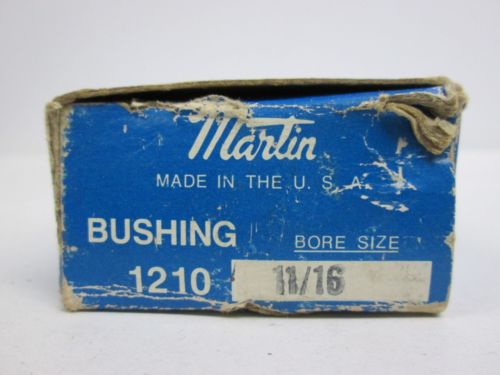 Martin
MADE IN THE U. S. A.
BUSHING BORE SIZE
1210 11/16